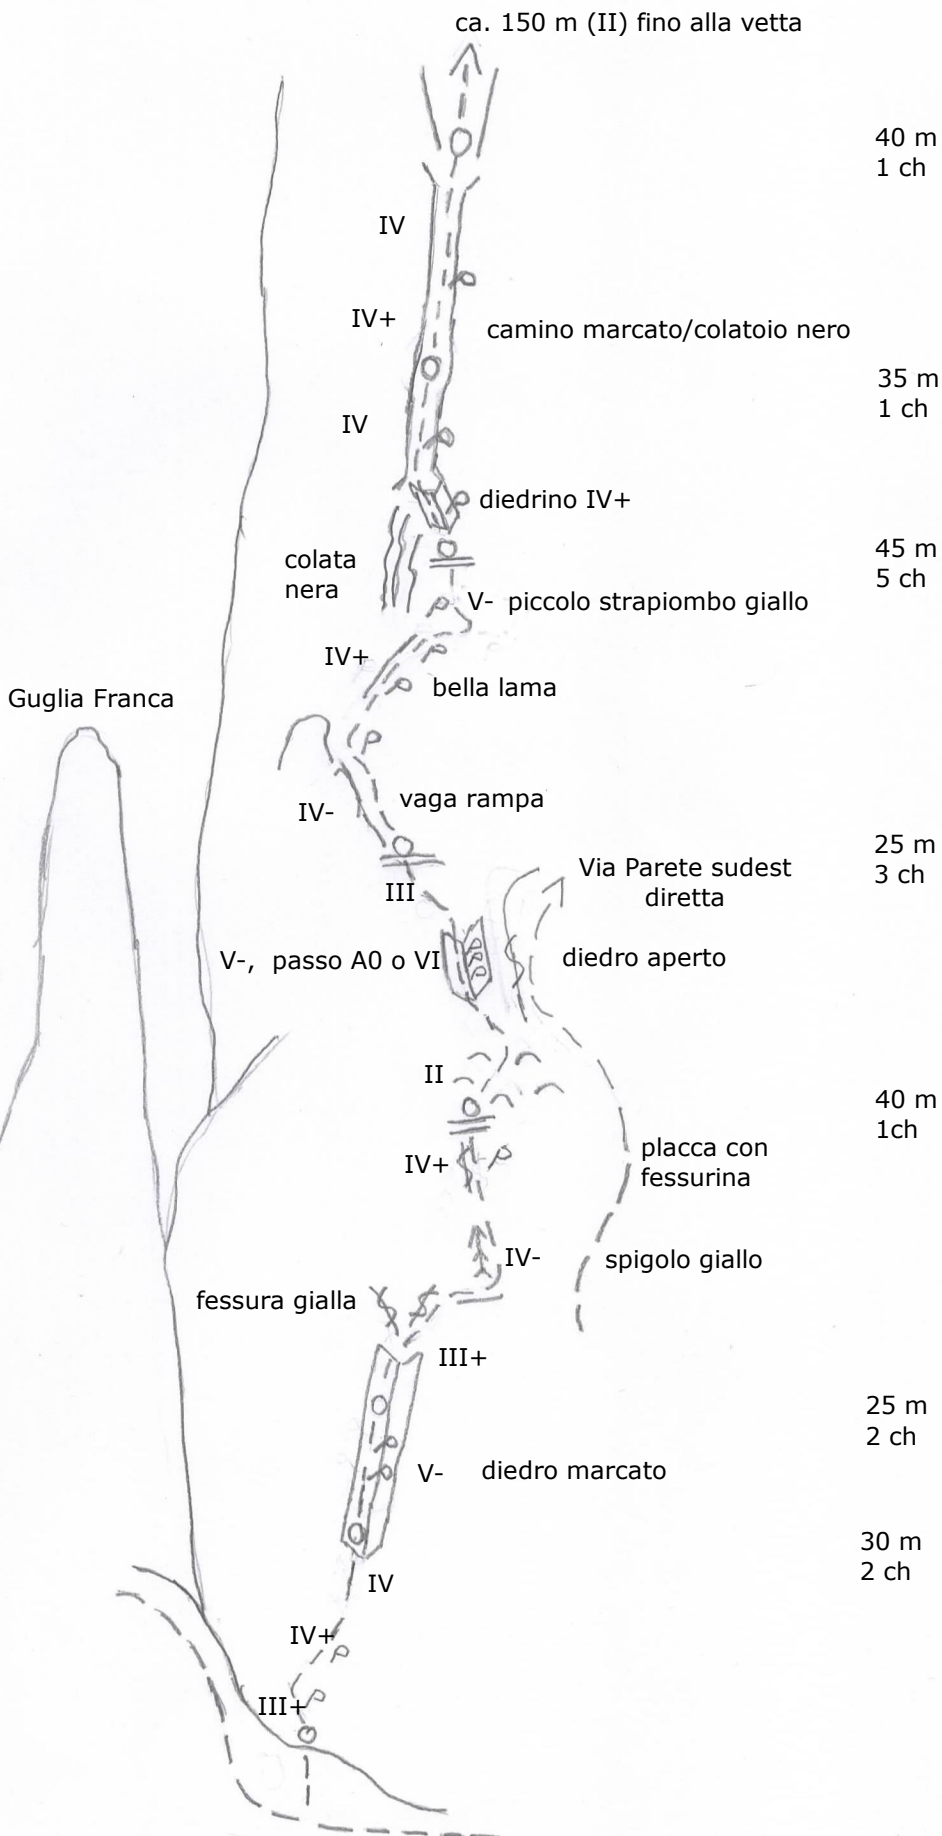 ca. 150 m (II) fino alla vetta
40 m
1 ch
IV
IV+
camino marcato/colatoio nero
35 m
1 ch
IV
diedrino IV+
45 m
5 ch
colata
nera
V- piccolo strapiombo giallo
IV+
bella lama
Guglia Franca
IV-
vaga rampa
25 m
3 ch
Via Parete sudest
diretta
III
V-, passo A0 o VI
diedro aperto
II
40 m
1ch
IV+
placca con
fessurina
IV-
spigolo giallo
fessura gialla
III+
25 m
2 ch
V-
diedro marcato
30 m
2 ch
IV
IV+
III+